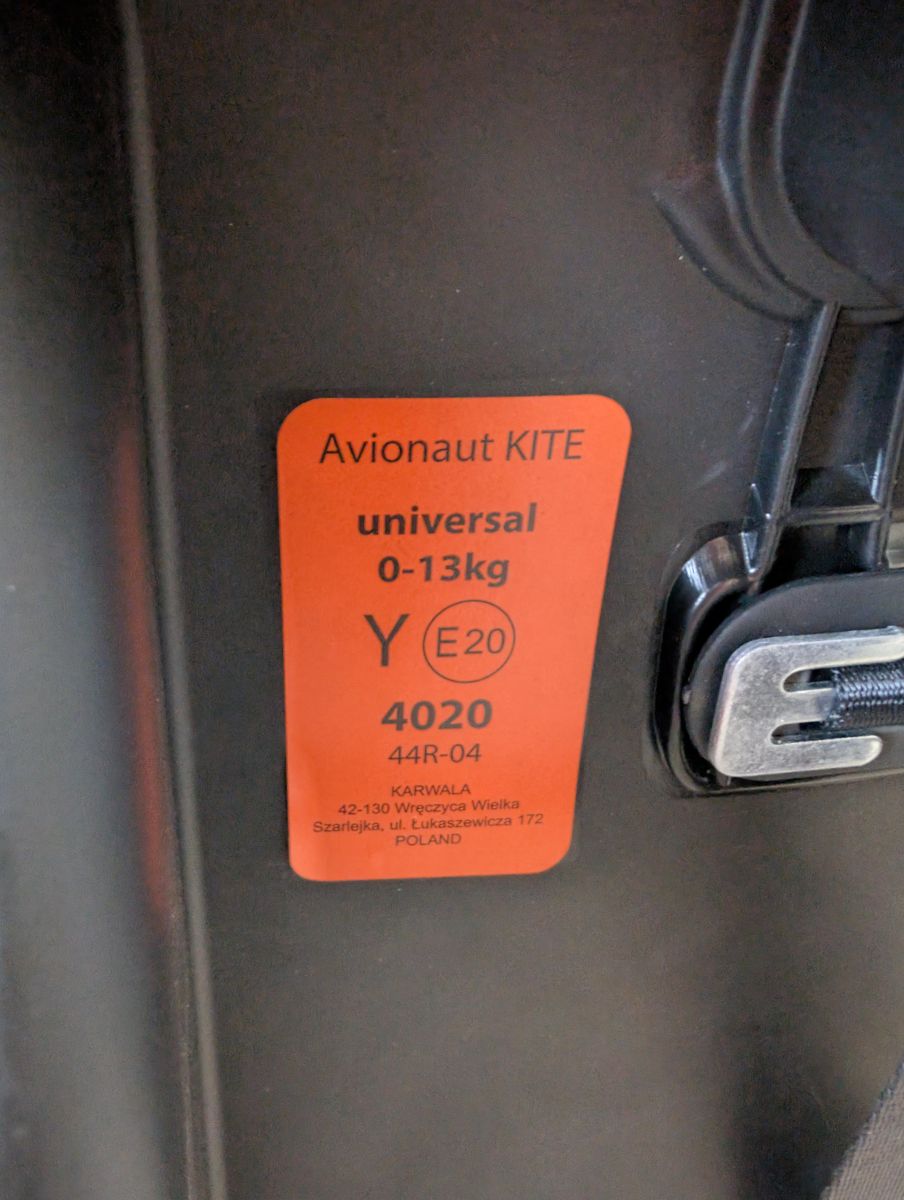 Avionaut KITE
universal
0-13kg
Y E20
4020
44R-04
KARWALA
42-130 Wręczyca Wielka
Szarlejka, ul. Łukaszewicza 172
POLAND